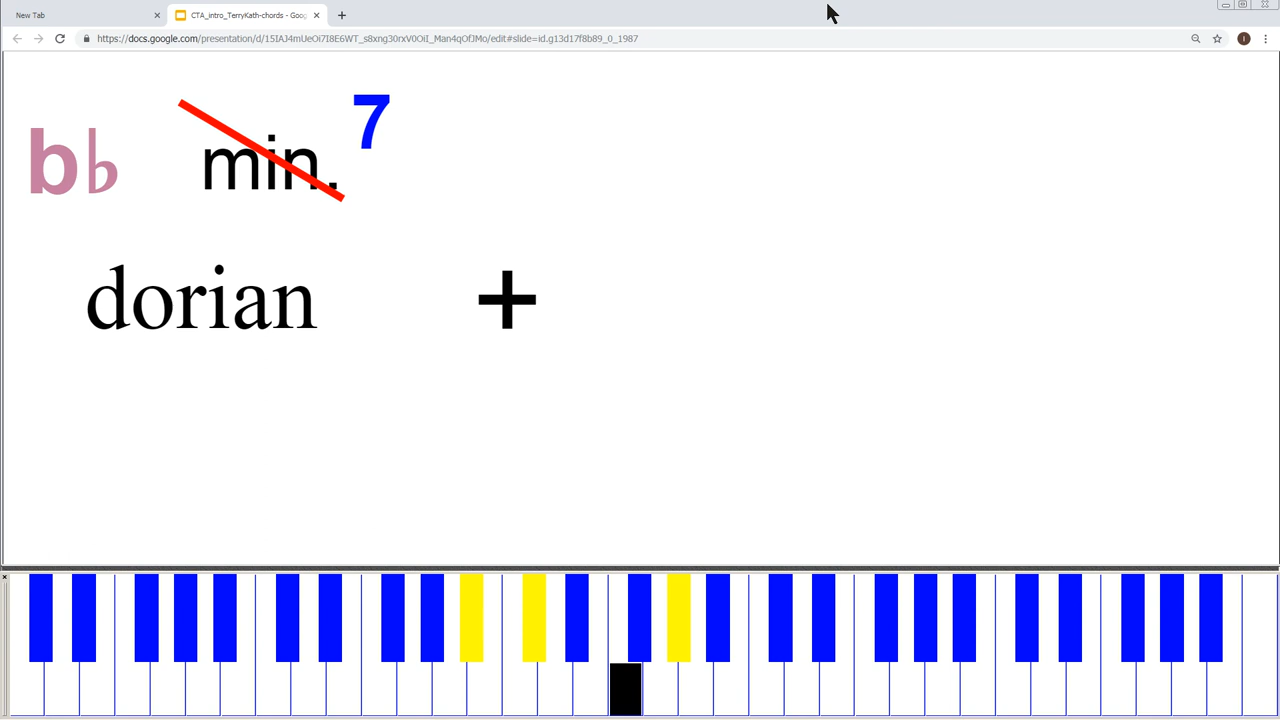 New Tab
CTA_intro_TerryKath-chords - Goo
https://docs.google.com/presentation/d/15IAJ4mUeOi7I8E6WT_s8xng30rxV0OiI_Man4qOfJMo/edit#slide=id.g13d17f8b89_0_1987
b♭ min. 7
dorian +